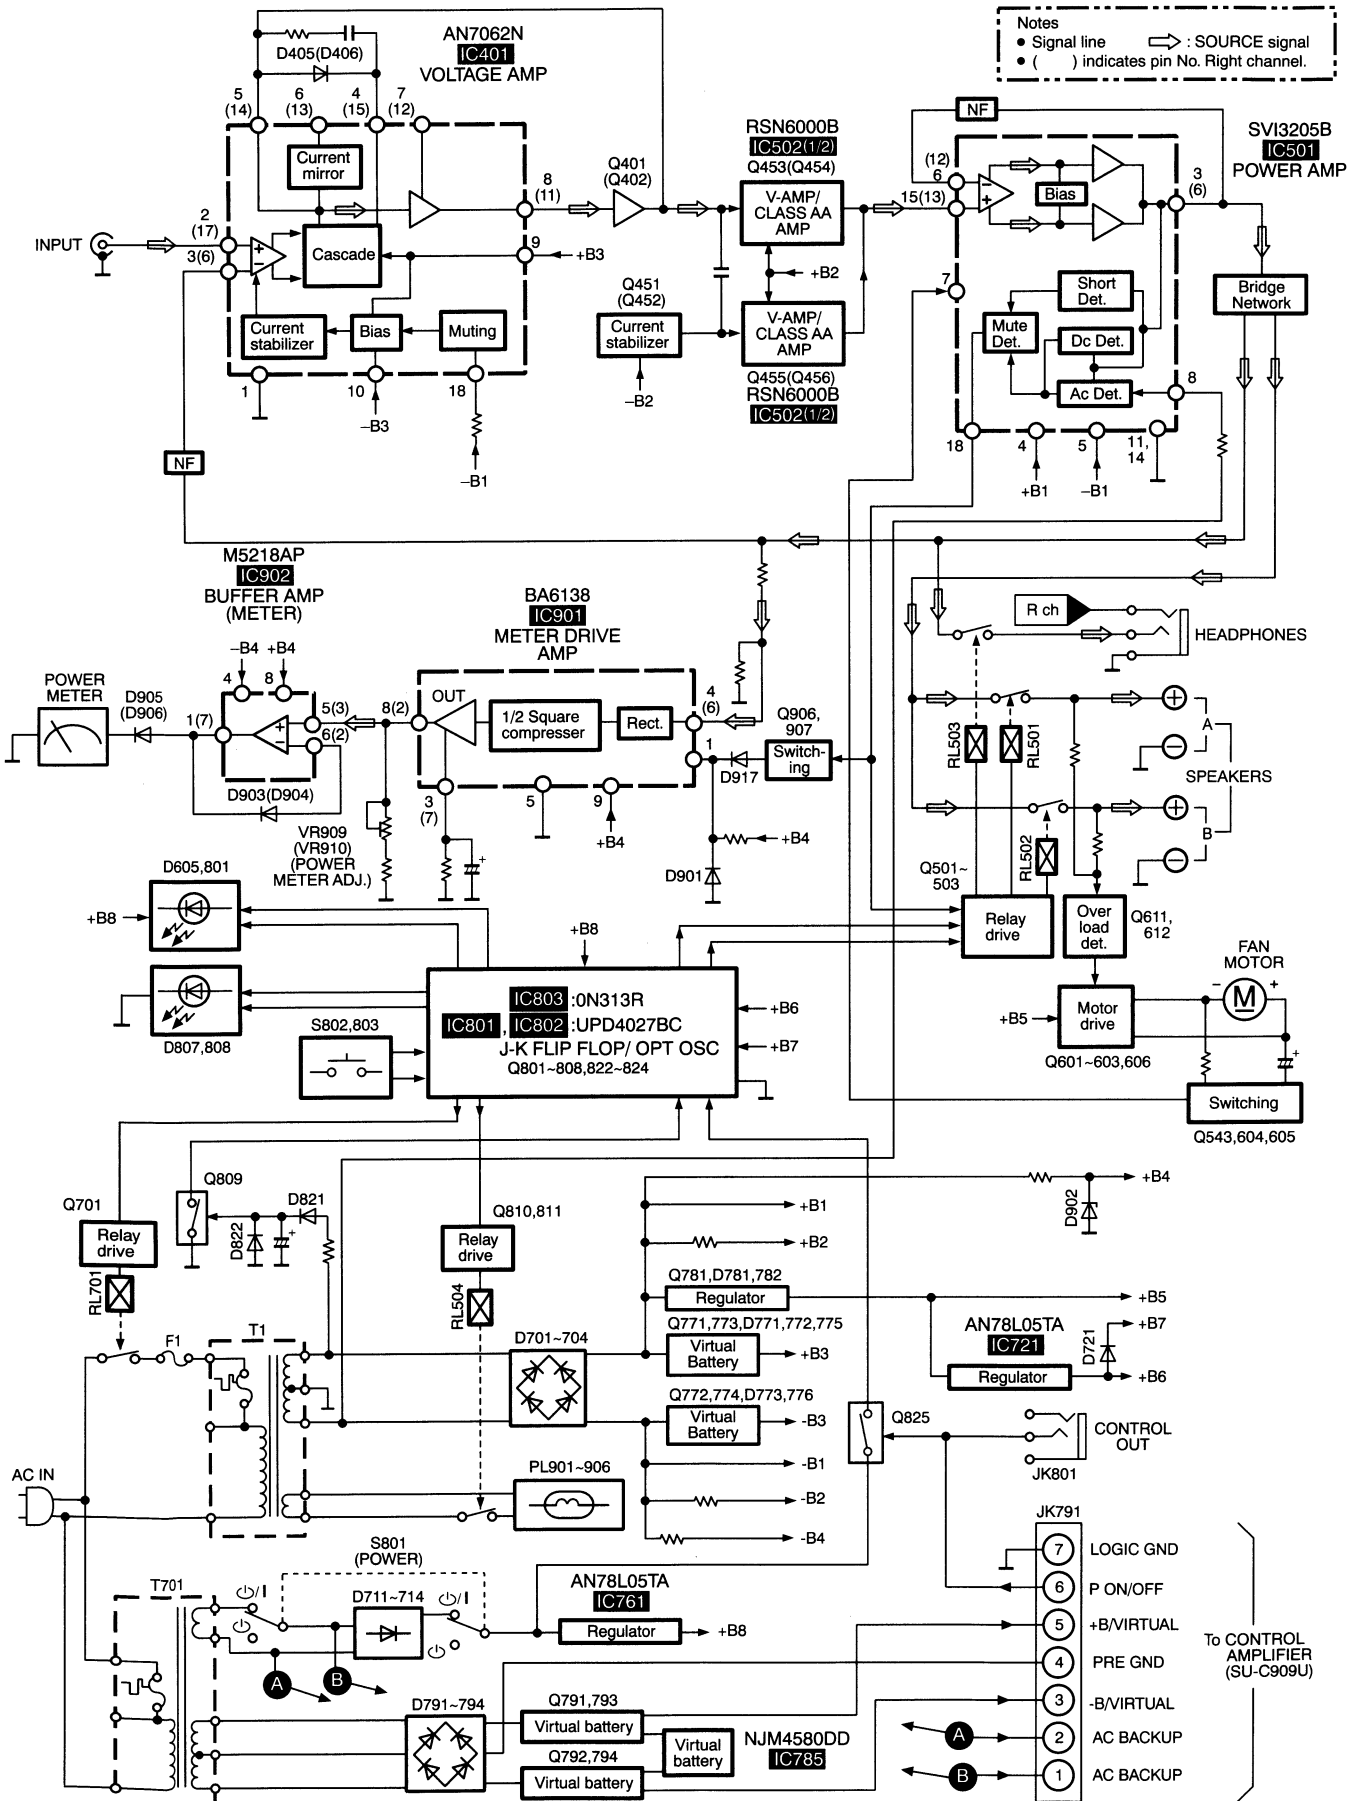 Notes
● Signal line : SOURCE signal
● ( ) indicates pin No. Right channel.
AN7062N
IC401
VOLTAGE AMP
D405(D406)
5
(14)
6
(13)
4
(15)
7
(12)
Current
mirror
8
(11)
Q401
(Q402)
2
(17)
INPUT
3(6)
+
−
Cascade
9
+B3
Current
stabilizer
Bias
Muting
1
10
18
−B3
−B1
NF
RSN6000B
IC502(1/2)
Q453(Q454)
V-AMP/
CLASS AA
AMP
+B2
Q451
(Q452)
Current
stabilizer
−B2
V-AMP/
CLASS AA
AMP
Q455(Q456)
RSN6000B
IC502(1/2)
NF
SVI3205B
IC501
POWER AMP
(12)
6
15(13)
−
+
Bias
3
(6)
7
Short
Det.
Mute
Det.
Dc Det.
Ac Det.
8
18
4
5
11,
14
+B1
−B1
Bridge
Network
M5218AP
IC902
BUFFER AMP
(METER)
−B4
+B4
4
8
POWER
METER
D905
(D906)
1(7)
5(3)
6(2)
+
−
D903(D904)
BA6138
IC901
METER DRIVE
AMP
OUT
8(2)
1/2 Square
compresser
Rect.
4
(6)
1
3
(7)
5
9
+B4
VR909
(VR910)
(POWER
METER ADJ.)
+
Q906,
907
Switch-
ing
D917
+B4
D901
R ch
HEADPHONES
RL503
RL501
RL502
+
−
A
SPEAKERS
+
−
B
Q501~
503
Relay
drive
Over
load
det.
Q611,
612
FAN
MOTOR
−
M
+
+B5
Motor
drive
Q601~603,606
+
Switching
Q543,604,605
D605,801
+B8
D807,808
S802,803
+B8
IC803 :0N313R
IC801 , IC802 :UPD4027BC
J-K FLIP FLOP/ OPT OSC
Q801~808,822~824
+B6
+B7
Q701
Relay
drive
RL701
Q809
D822
+
D821
Q810,811
Relay
drive
RL504
+B4
D902
+B1
+B2
Q781,D781,782
Regulator
+B5
Q771,773,D771,772,775
Virtual
Battery
+B3
Q772,774,D773,776
Virtual
Battery
-B3
-B1
-B2
-B4
AN78L05TA
IC721
Regulator
D721
+B7
+B6
F1
T1
D701~704
PL901~906
AC IN
Q825
CONTROL
OUT
JK801
T701
S801
(POWER)
⏻/I
⏻
D711~714
⏻/I
⏻
A
B
AN78L05TA
IC761
Regulator
+B8
D791~794
Q791,793
Virtual battery
Q792,794
Virtual battery
Virtual
battery
NJM4580DD
IC785
JK791
7 LOGIC GND
6 P ON/OFF
5 +B/VIRTUAL
4 PRE GND
3 -B/VIRTUAL
A 2 AC BACKUP
B 1 AC BACKUP
To CONTROL
AMPLIFIER
(SU-C909U)